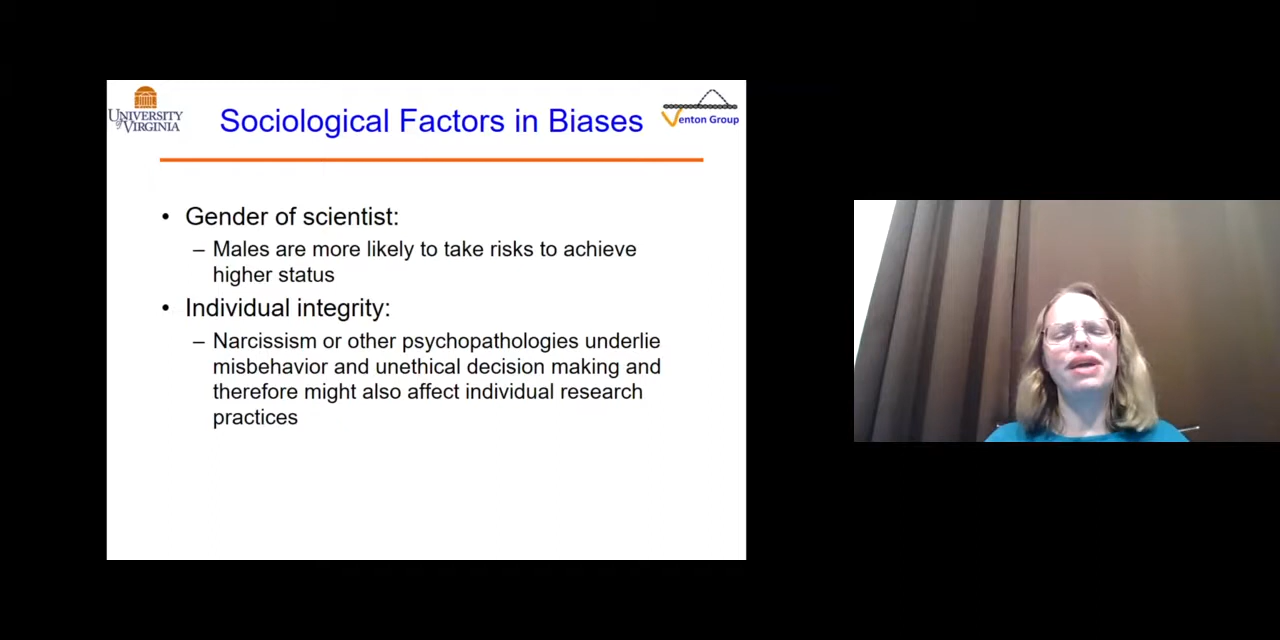 UNIVERSITY
of VIRGINIA
Sociological Factors in Biases
Venton Group
• Gender of scientist:
– Males are more likely to take risks to achieve
higher status
• Individual integrity:
– Narcissism or other psychopathologies underlie
misbehavior and unethical decision making and
therefore might also affect individual research
practices